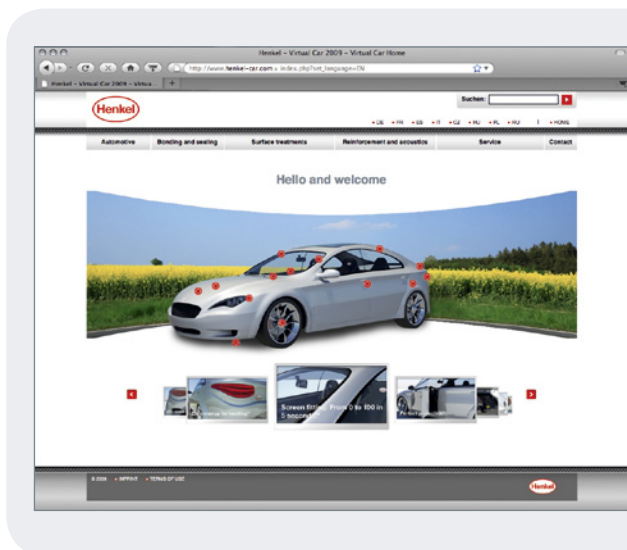 Henkel – Virtual Car 2009 – Virtual Car Home
http://www.henkel-car.com › index.php?set_language=EN
Henkel – Virtual Car 2009 – Virtua...
Henkel
Suchen:
DE FR ES IT CZ HU PL RU | HOME
Automotive Bonding and sealing Surface treatments Reinforcement and acoustics Service Contact
Hello and welcome
Screen fitting: From 0 to 100 in
5 seconds
© 2009 IMPRINT TERMS OF USE
Henkel